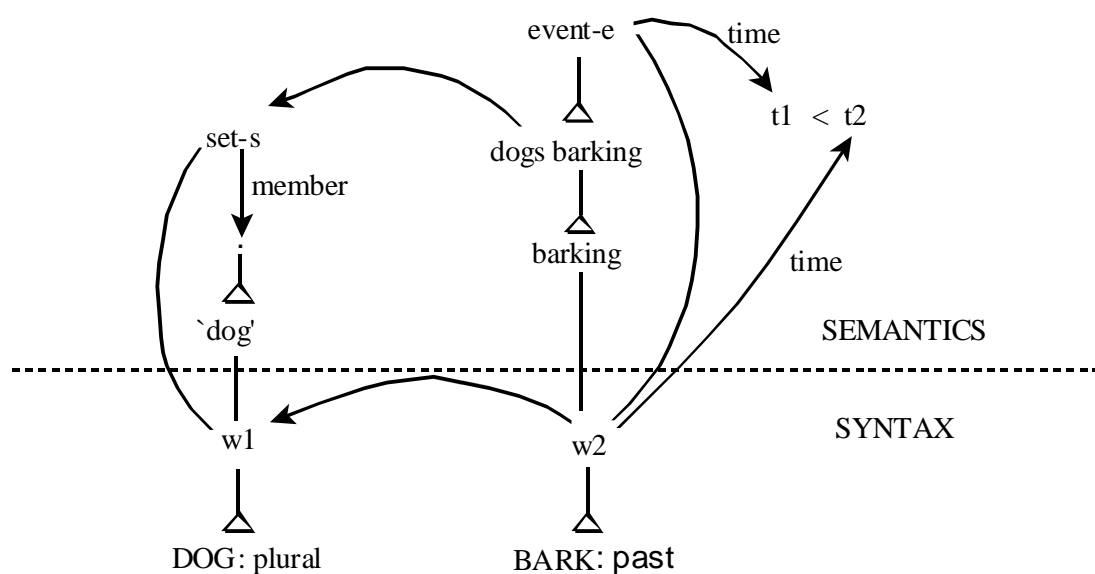 event-e
time
t1 < t2
set-s
dogs barking
member
.
barking
time
`dog'
SEMANTICS
w1
w2
SYNTAX
DOG: plural
BARK: past